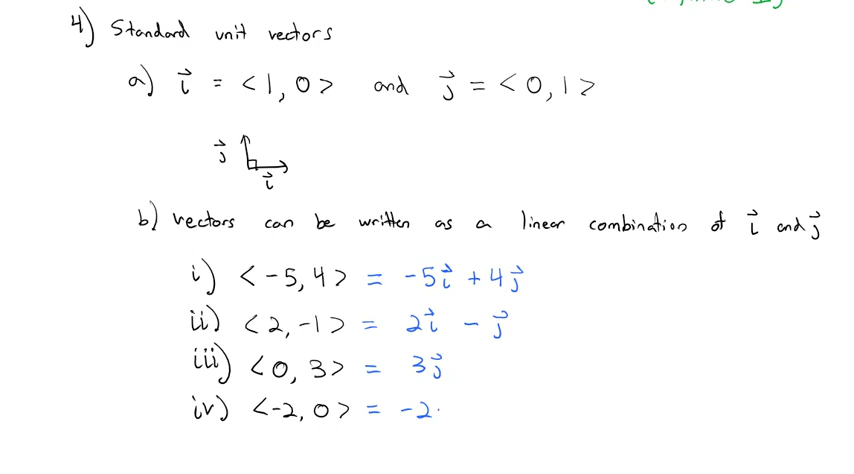 4) Standard unit vectors
a) i⃗ = < 1, 0 > and j⃗ = < 0, 1 >
j⃗
i⃗
b) vectors can be written as a linear combination of i⃗ and j⃗
i) < -5, 4 > = -5i⃗ + 4j⃗
ii) < 2, -1 > = 2i⃗ - j⃗
iii) < 0, 3 > = 3j⃗
iv) < -2, 0 > = -2